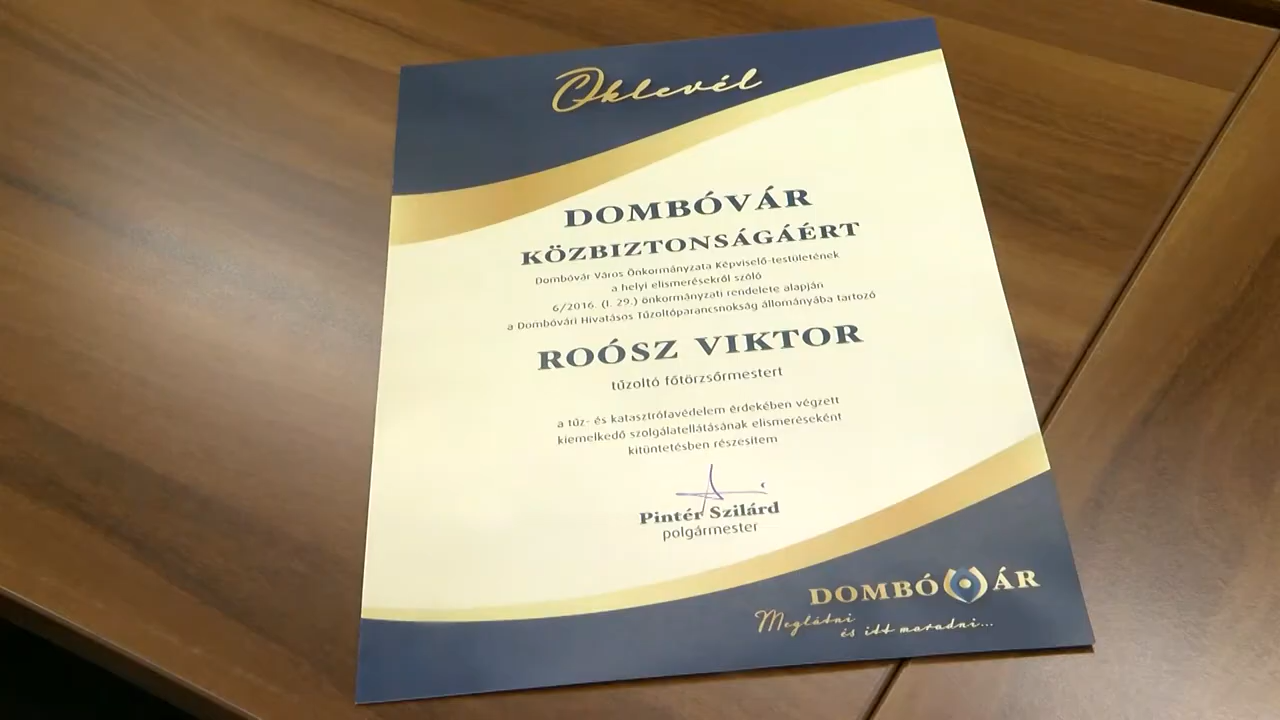 Oklevél
DOMBÓVÁR
KÖZBIZTONSÁGÁÉRT
Dombóvár Város Önkormányzata Képviselő-testületének
a helyi elismerésekről szóló
6/2016. (I. 29.) önkormányzati rendelete alapján
a Dombóvári Hivatásos Tűzoltóparancsnokság állományába tartozó
ROÓSZ VIKTOR
tűzoltó főtörzsőrmestert
a tűz- és katasztrófavédelem érdekében végzett
kiemelkedő szolgálatellátásának elismeréseként
kitüntetésben részesítem
Pintér Szilárd
polgármester
DOMBÓVÁR
Meglátni
és itt maradni...